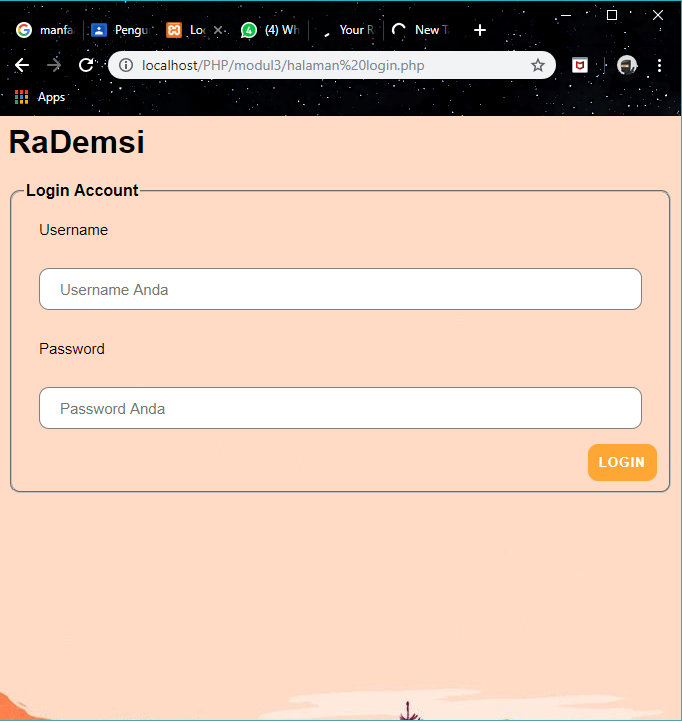 manfa Pengu Log (4) Wh Your R New T
localhost/PHP/modul3/halaman%20login.php
Apps
RaDemsi
Login Account
Username
Username Anda
Password
Password Anda
LOGIN